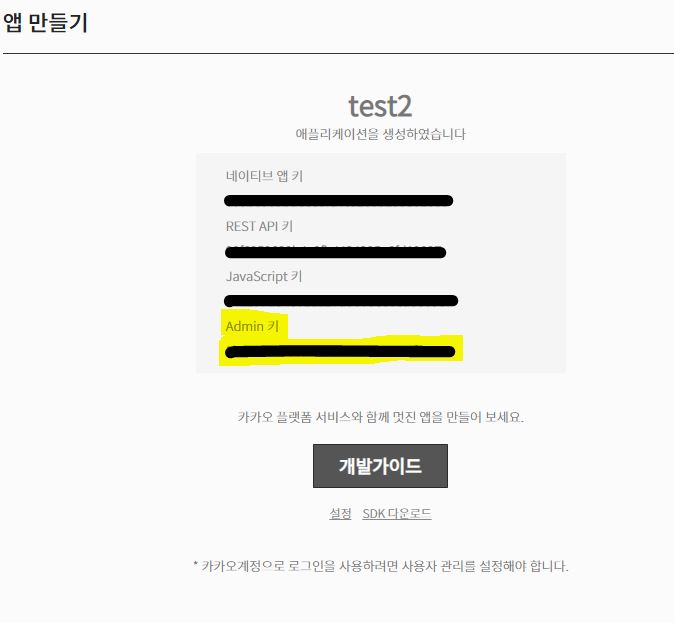 앱 만들기
test2
애플리케이션을 생성하였습니다
네이티브 앱 키
REST API 키
JavaScript 키
Admin 키
카카오 플랫폼 서비스와 함께 멋진 앱을 만들어 보세요.
개발가이드
설정 SDK 다운로드
* 카카오계정으로 로그인을 사용하려면 사용자 관리를 설정해야 합니다.